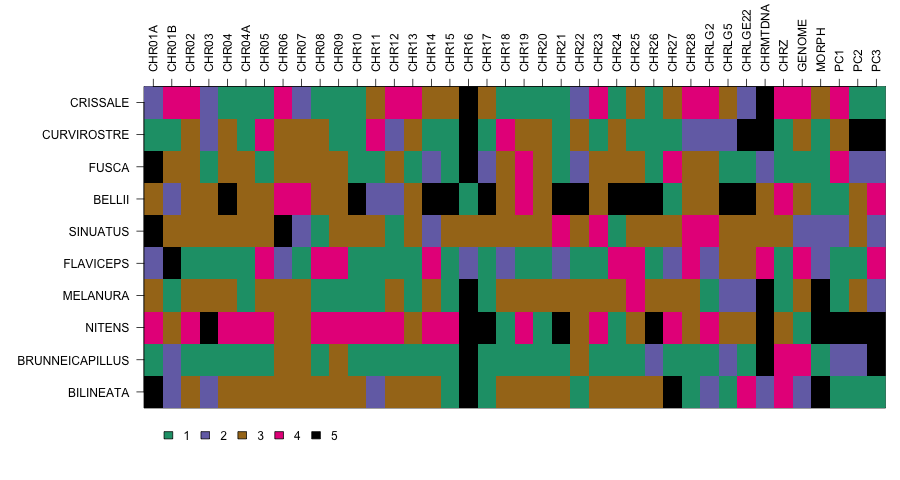 CHR01A CHR01B CHR02 CHR03 CHR04 CHR04A CHR05 CHR06 CHR07 CHR08 CHR09 CHR10 CHR11 CHR12 CHR13 CHR14 CHR15 CHR16 CHR17 CHR18 CHR19 CHR20 CHR21 CHR22 CHR23 CHR24 CHR25 CHR26 CHR27 CHR28 CHRLG2 CHRLG5 CHRLGE22 CHRMTDNA CHRZ GENOME MORPH PC1 PC2 PC3
CRISSALE
CURVIROSTRE
FUSCA
BELLII
SINUATUS
FLAVICEPS
MELANURA
NITENS
BRUNNEICAPILLUS
BILINEATA
1 2 3 4 5